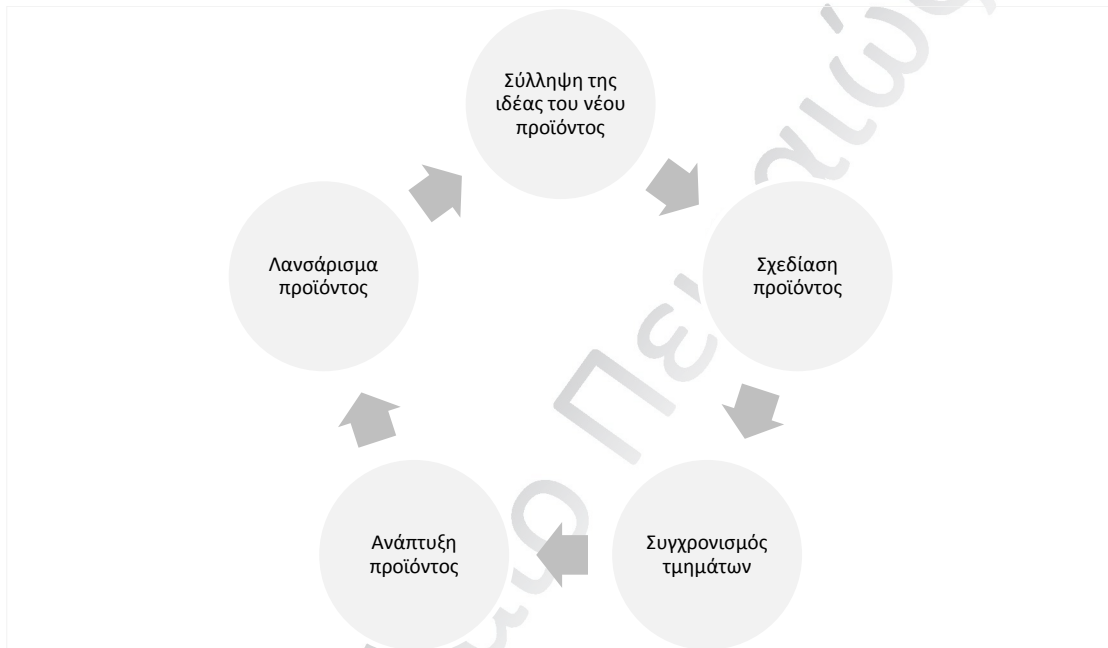 Σύλληψη της
ιδέας του νέου
προϊόντος
Σχεδίαση
προϊόντος
Συγχρονισμός
τμημάτων
Ανάπτυξη
προϊόντος
Λανσάρισμα
προϊόντος